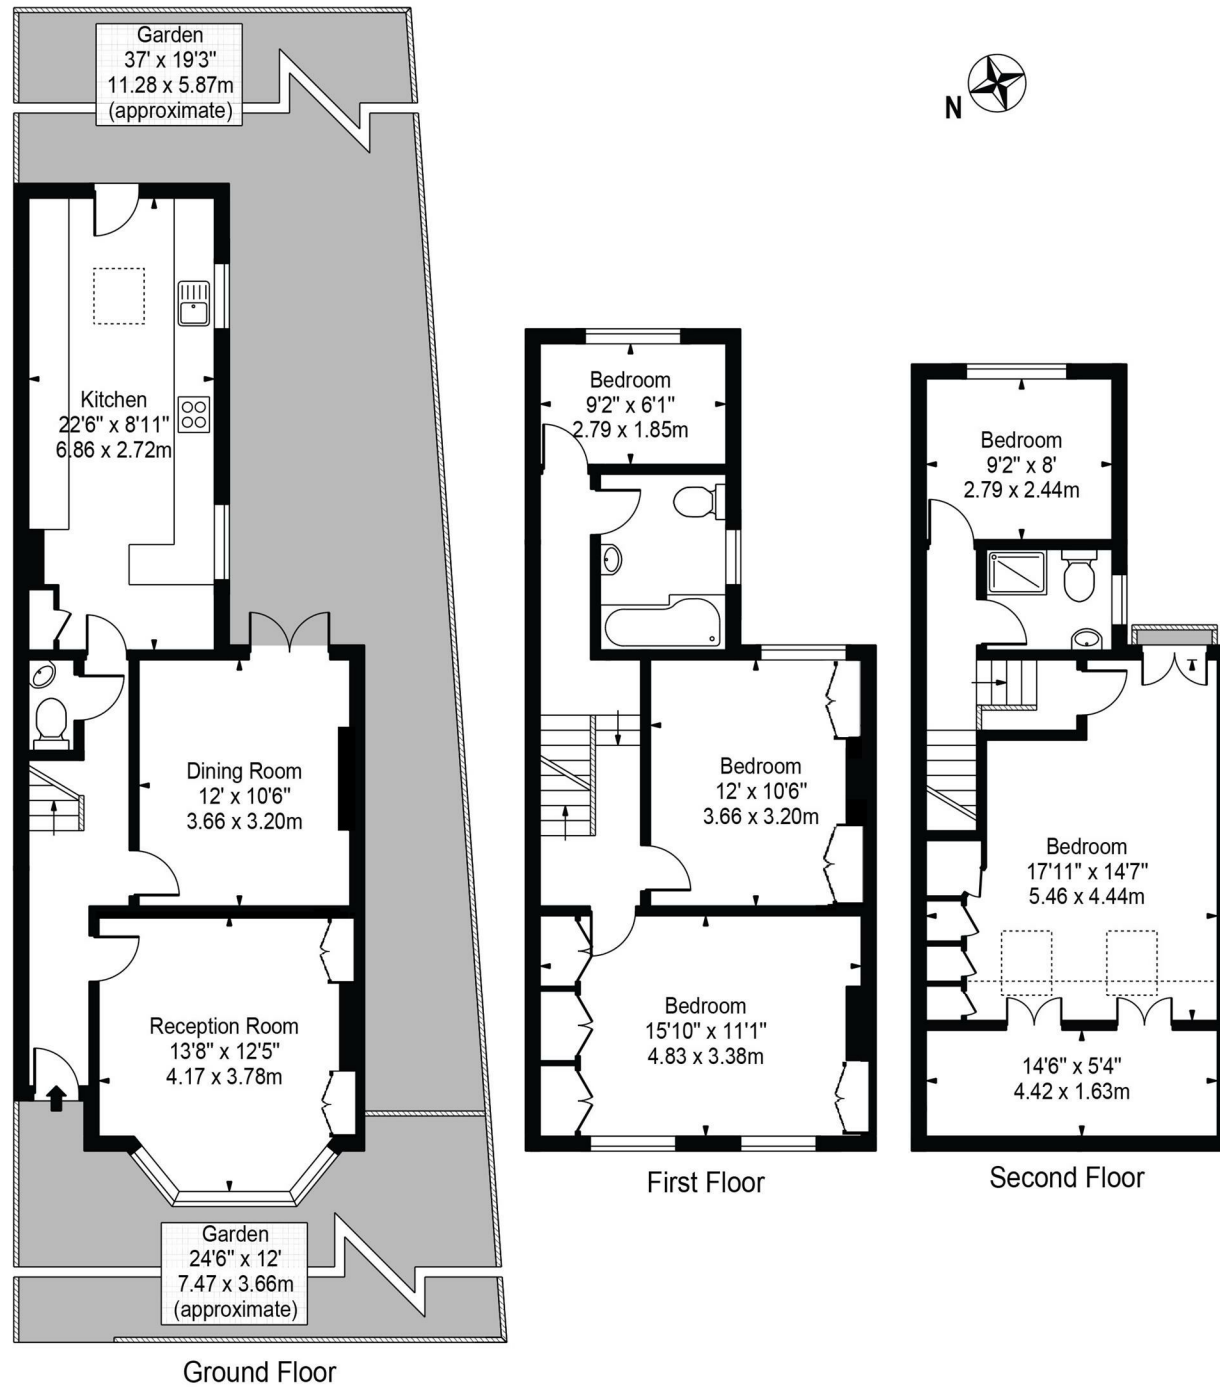 Garden
37' x 19'3"
11.28 x 5.87m
(approximate)
N
Kitchen
22'6" x 8'11"
6.86 x 2.72m
Dining Room
12' x 10'6"
3.66 x 3.20m
Reception Room
13'8" x 12'5"
4.17 x 3.78m
Garden
24'6" x 12'
7.47 x 3.66m
(approximate)
Ground Floor
Bedroom
9'2" x 6'1"
2.79 x 1.85m
Bedroom
12' x 10'6"
3.66 x 3.20m
Bedroom
15'10" x 11'1"
4.83 x 3.38m
First Floor
Bedroom
9'2" x 8'
2.79 x 2.44m
Bedroom
17'11" x 14'7"
5.46 x 4.44m
14'6" x 5'4"
4.42 x 1.63m
Second Floor